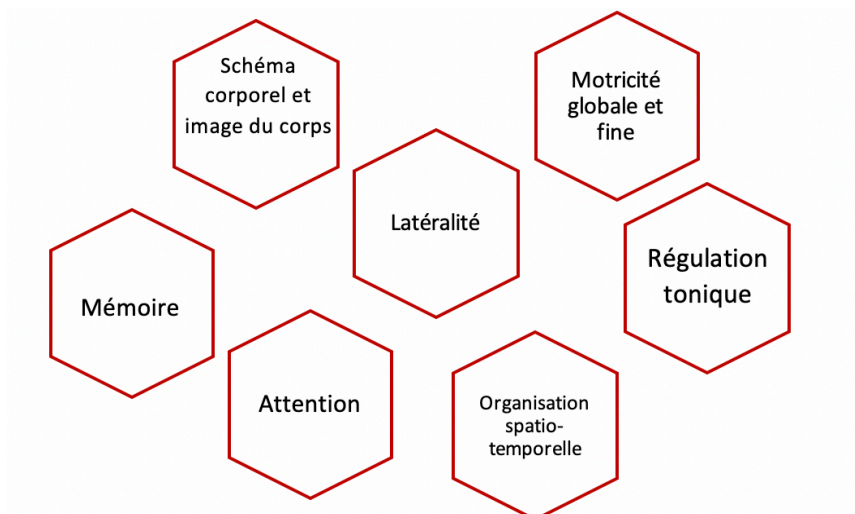 Schéma
corporel et
image du corps
Motricité
globale et
fine
Latéralité
Régulation
tonique
Mémoire
Attention
Organisation
spatio-
temporelle